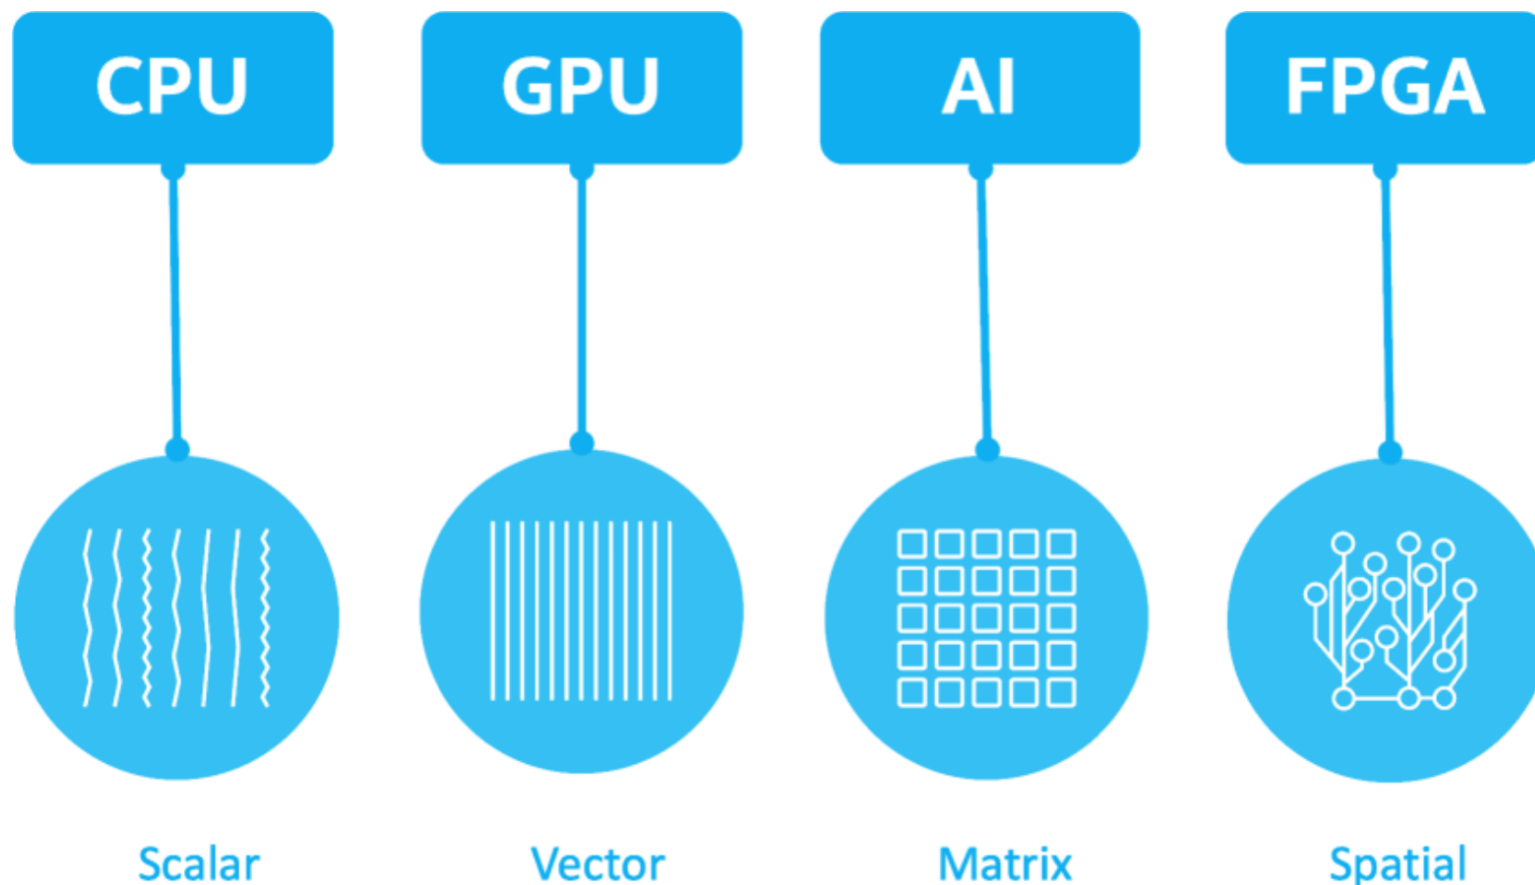 CPU
GPU
AI
FPGA
Scalar
Vector
Matrix
Spatial